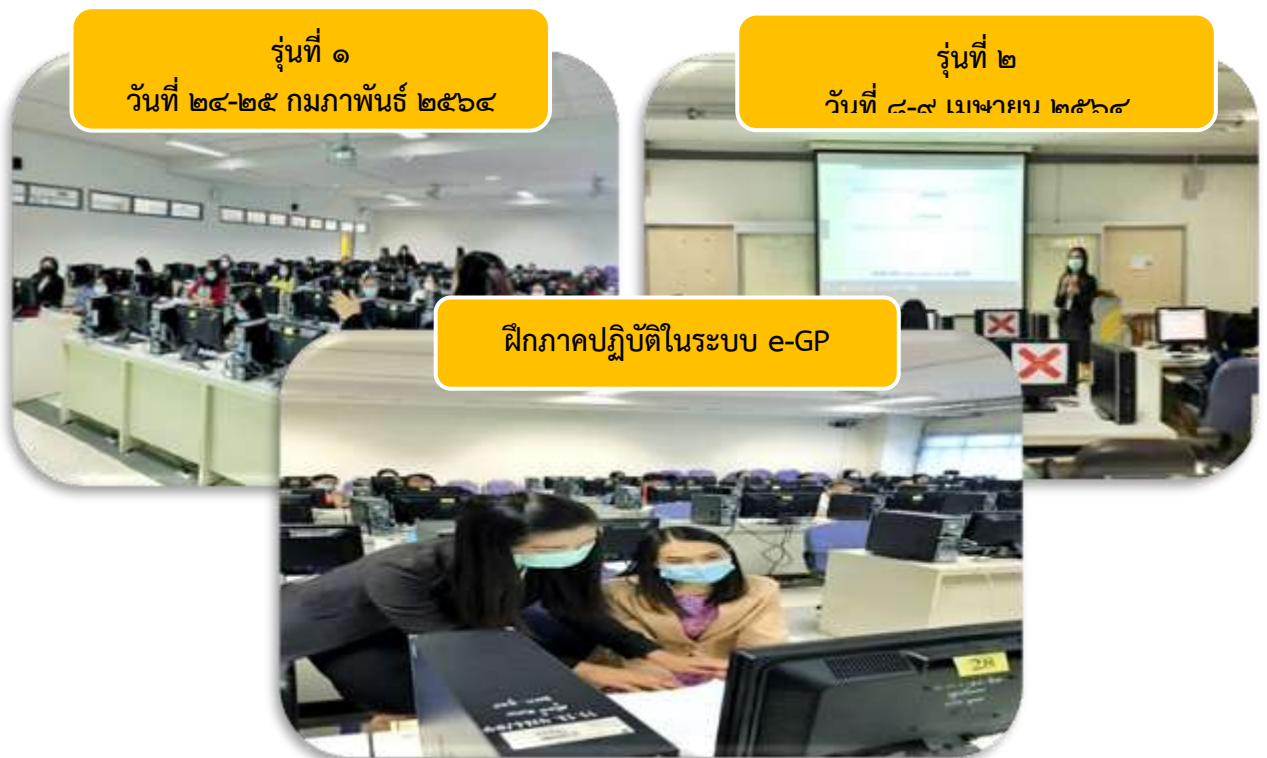 รุ่นที่ ๑
วันที่ ๒๔-๒๕ กมภาพันธ์ ๒๕๖๔
รุ่นที่ ๒
วันที่ ๘-๙ เมษายน ๒๕๖๔
ฝึกภาคปฏิบัติในระบบ e-GP
28